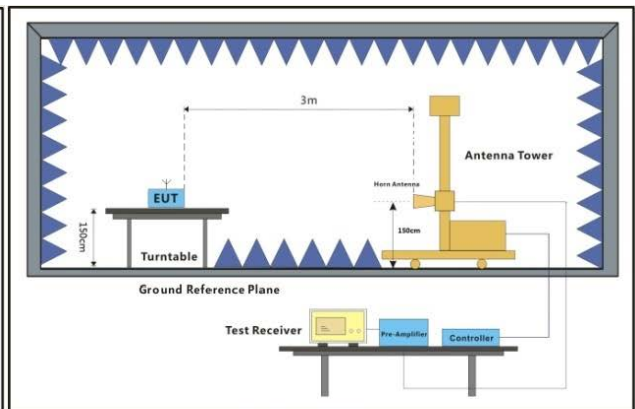 3m
Antenna Tower
Horn Antenna
EUT
150cm
150cm
Turntable
Ground Reference Plane
Test Receiver
Pre-Amplifier
Controller